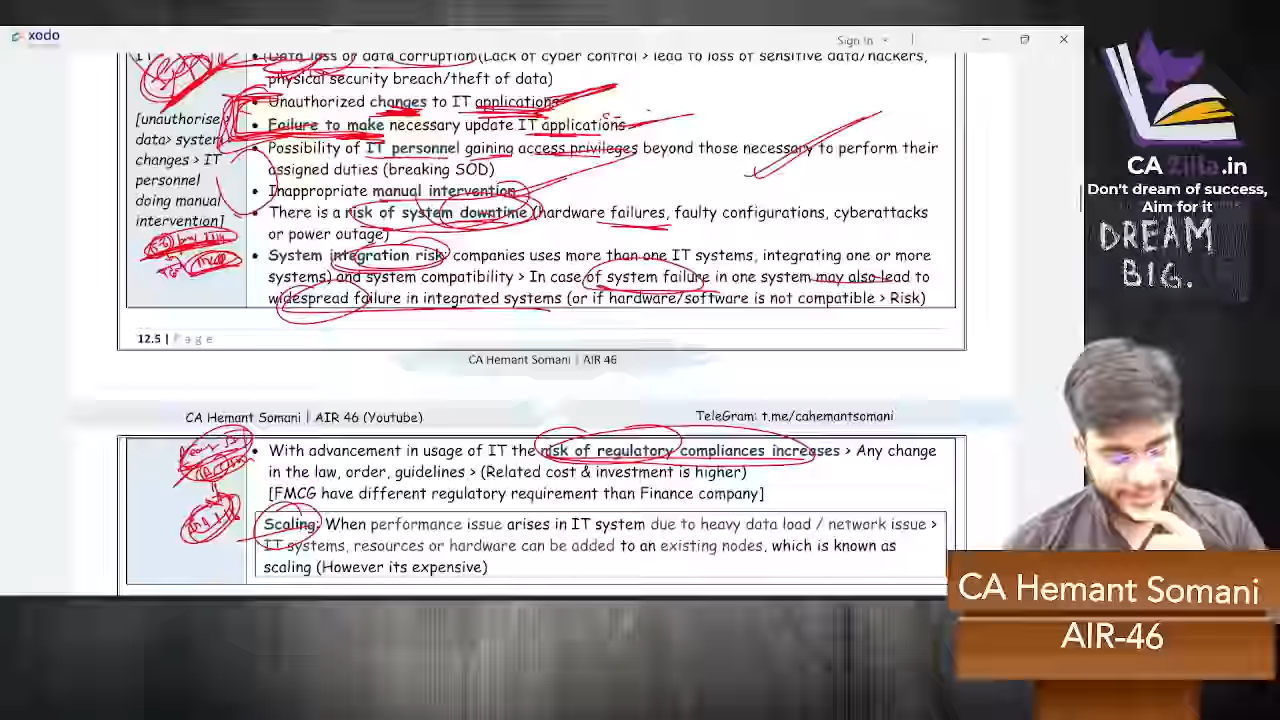 xodo
Sign In
IT
(Data loss or data corruption (Lack of cyber control > lead to loss of sensitive data/hackers,
physical security breach/theft of data)
• Unauthorized changes to IT applications
• Failure to make necessary update IT applications
• Possibility of IT personnel gaining access privileges beyond those necessary to perform their
assigned duties (breaking SOD)
• Inappropriate manual intervention
• There is a risk of system downtime (hardware failures, faulty configurations, cyberattacks
or power outage)
• System integration risk companies uses more than one IT systems, integrating one or more
systems) and system compatibility > In case of system failure in one system may also lead to
widespread failure in integrated systems (or if hardware/software is not compatible > Risk)
[unauthorise
data> system
changes > IT
personnel
doing manual
intervention]
12.5 | P a g e
CA Hemant Somani | AIR 46
CA Hemant Somani | AIR 46 (Youtube)
TeleGram: t.me/cahemantsomani
• With advancement in usage of IT the risk of regulatory compliances increases > Any change
in the law, order, guidelines > (Related cost & investment is higher)
[FMCG have different regulatory requirement than Finance company]
Scaling: When performance issue arises in IT system due to heavy data load / network issue >
IT systems, resources or hardware can be added to an existing nodes, which is known as
scaling (However its expensive)
CA Zilla.in
Don't dream of success,
Aim for it
DREAM
BIG.
CA Hemant Somani
AIR-46